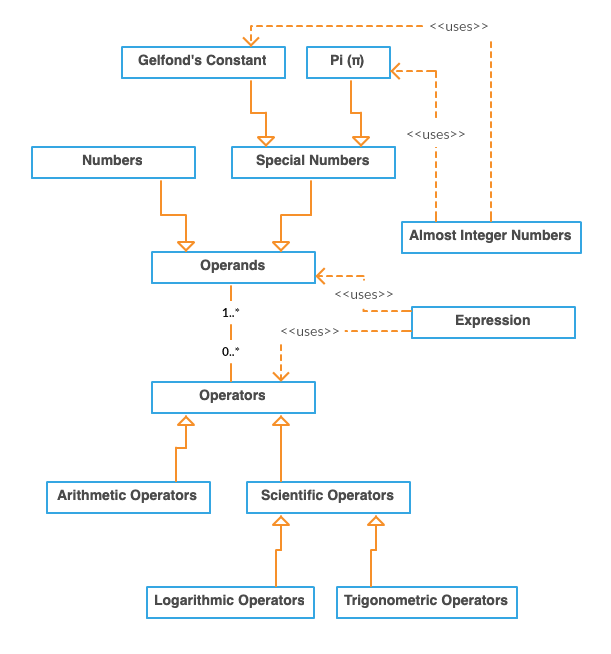 <<uses>>
Gelfond's Constant
Pi (π)
<<uses>>
Numbers
Special Numbers
Almost Integer Numbers
Operands
<<uses>>
1..*
Expression
<<uses>>
0..*
Operators
Arithmetic Operators
Scientific Operators
Logarithmic Operators
Trigonometric Operators